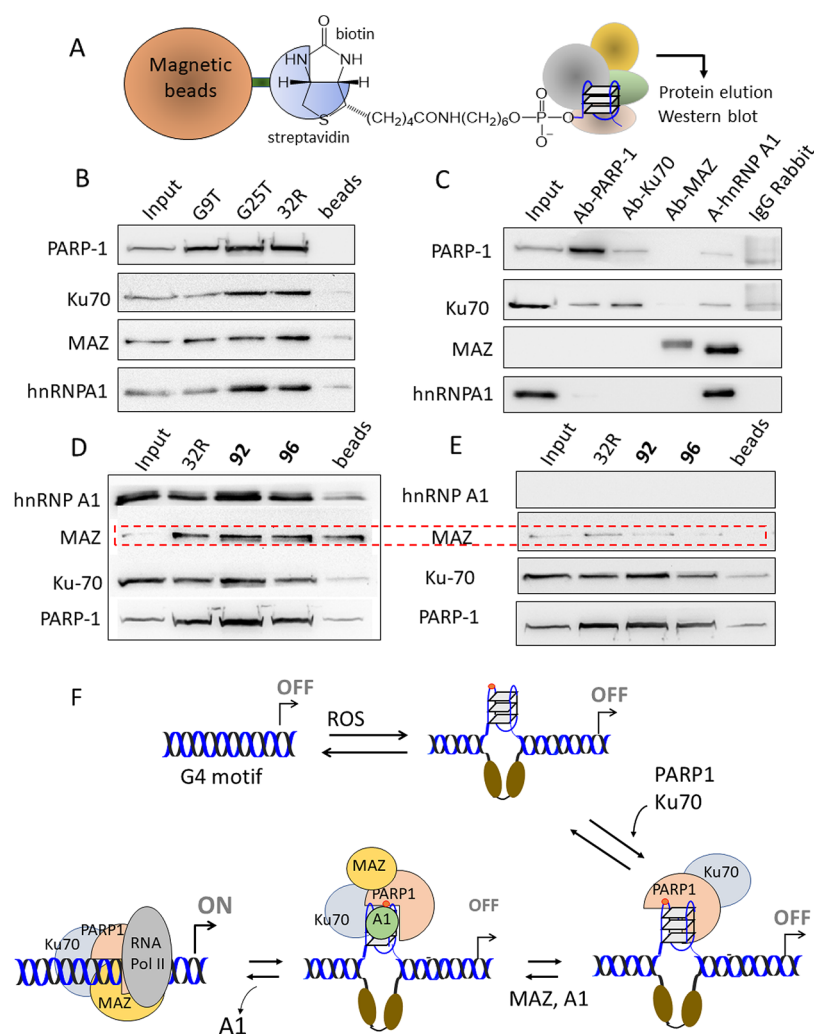 A
Magnetic
beads
streptavidin
biotin
O
HN
NH
H
H
S
(CH2)4CONH(CH2)6O
O
P
O
O−
Protein elution
Western blot
B
Input
G9T
G25T
32R
beads
PARP-1
Ku70
MAZ
hnRNPA1
C
Input
Ab-PARP-1
Ab-Ku70
Ab-MAZ
A-hnRNP A1
IgG Rabbit
PARP-1
Ku70
MAZ
hnRNPA1
D
Input
32R
92
96
beads
hnRNP A1
MAZ
Ku-70
PARP-1
E
Input
32R
92
96
beads
hnRNP A1
MAZ
Ku-70
PARP-1
F
OFF
G4 motif
ROS
OFF
PARP1
Ku70
Ku70
PARP1
OFF
MAZ, A1
MAZ
PARP1
Ku70
A1
OFF
A1
ON
PARP1
Ku70
RNA
Pol II
MAZ